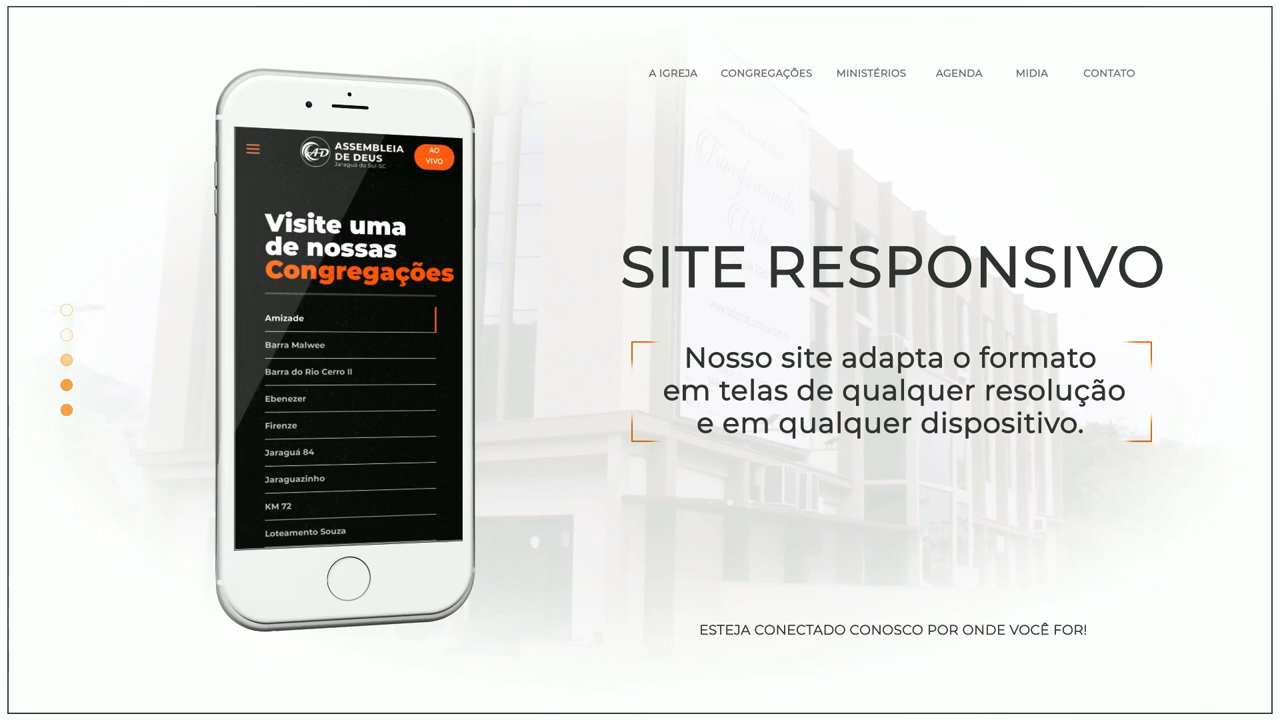 A IGREJA CONGREGAÇÕES MINISTÉRIOS AGENDA MIDIA CONTATO
ASSEMBLEIA
DE DEUS
Jaraguá do Sul-SC
AO
VIVO
Visite uma
de nossas
Congregações
Amizade
Barra Malwee
Barra do Rio Cerro II
Ebenezer
Firenze
Jaraguá 84
Jaraguazinho
KM 72
Loteamento Souza
SITE RESPONSIVO
Nosso site adapta o formato
em telas de qualquer resolução
e em qualquer dispositivo.
ESTEJA CONECTADO CONOSCO POR ONDE VOCÊ FOR!